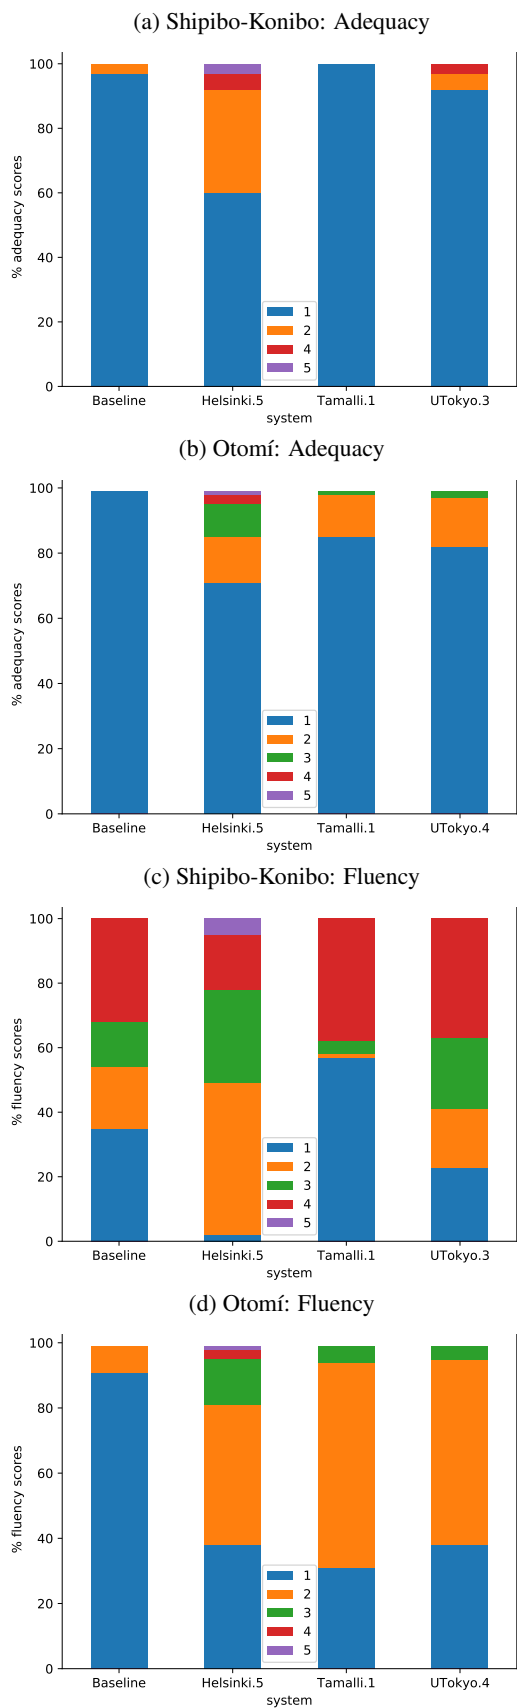 (a) Shipibo-Konibo: Adequacy
100
80
60
40
20
0
% adequacy scores
1
2
4
5
Baseline Helsinki.5 Tamalli.1 UTokyo.3
system
(b) Otomí: Adequacy
100
80
60
40
20
0
% adequacy scores
1
2
3
4
5
Baseline Helsinki.5 Tamalli.1 UTokyo.4
system
(c) Shipibo-Konibo: Fluency
100
80
60
40
20
0
% fluency scores
1
2
3
4
5
Baseline Helsinki.5 Tamalli.1 UTokyo.3
system
(d) Otomí: Fluency
100
80
60
40
20
0
% fluency scores
1
2
3
4
5
Baseline Helsinki.5 Tamalli.1 UTokyo.4
system